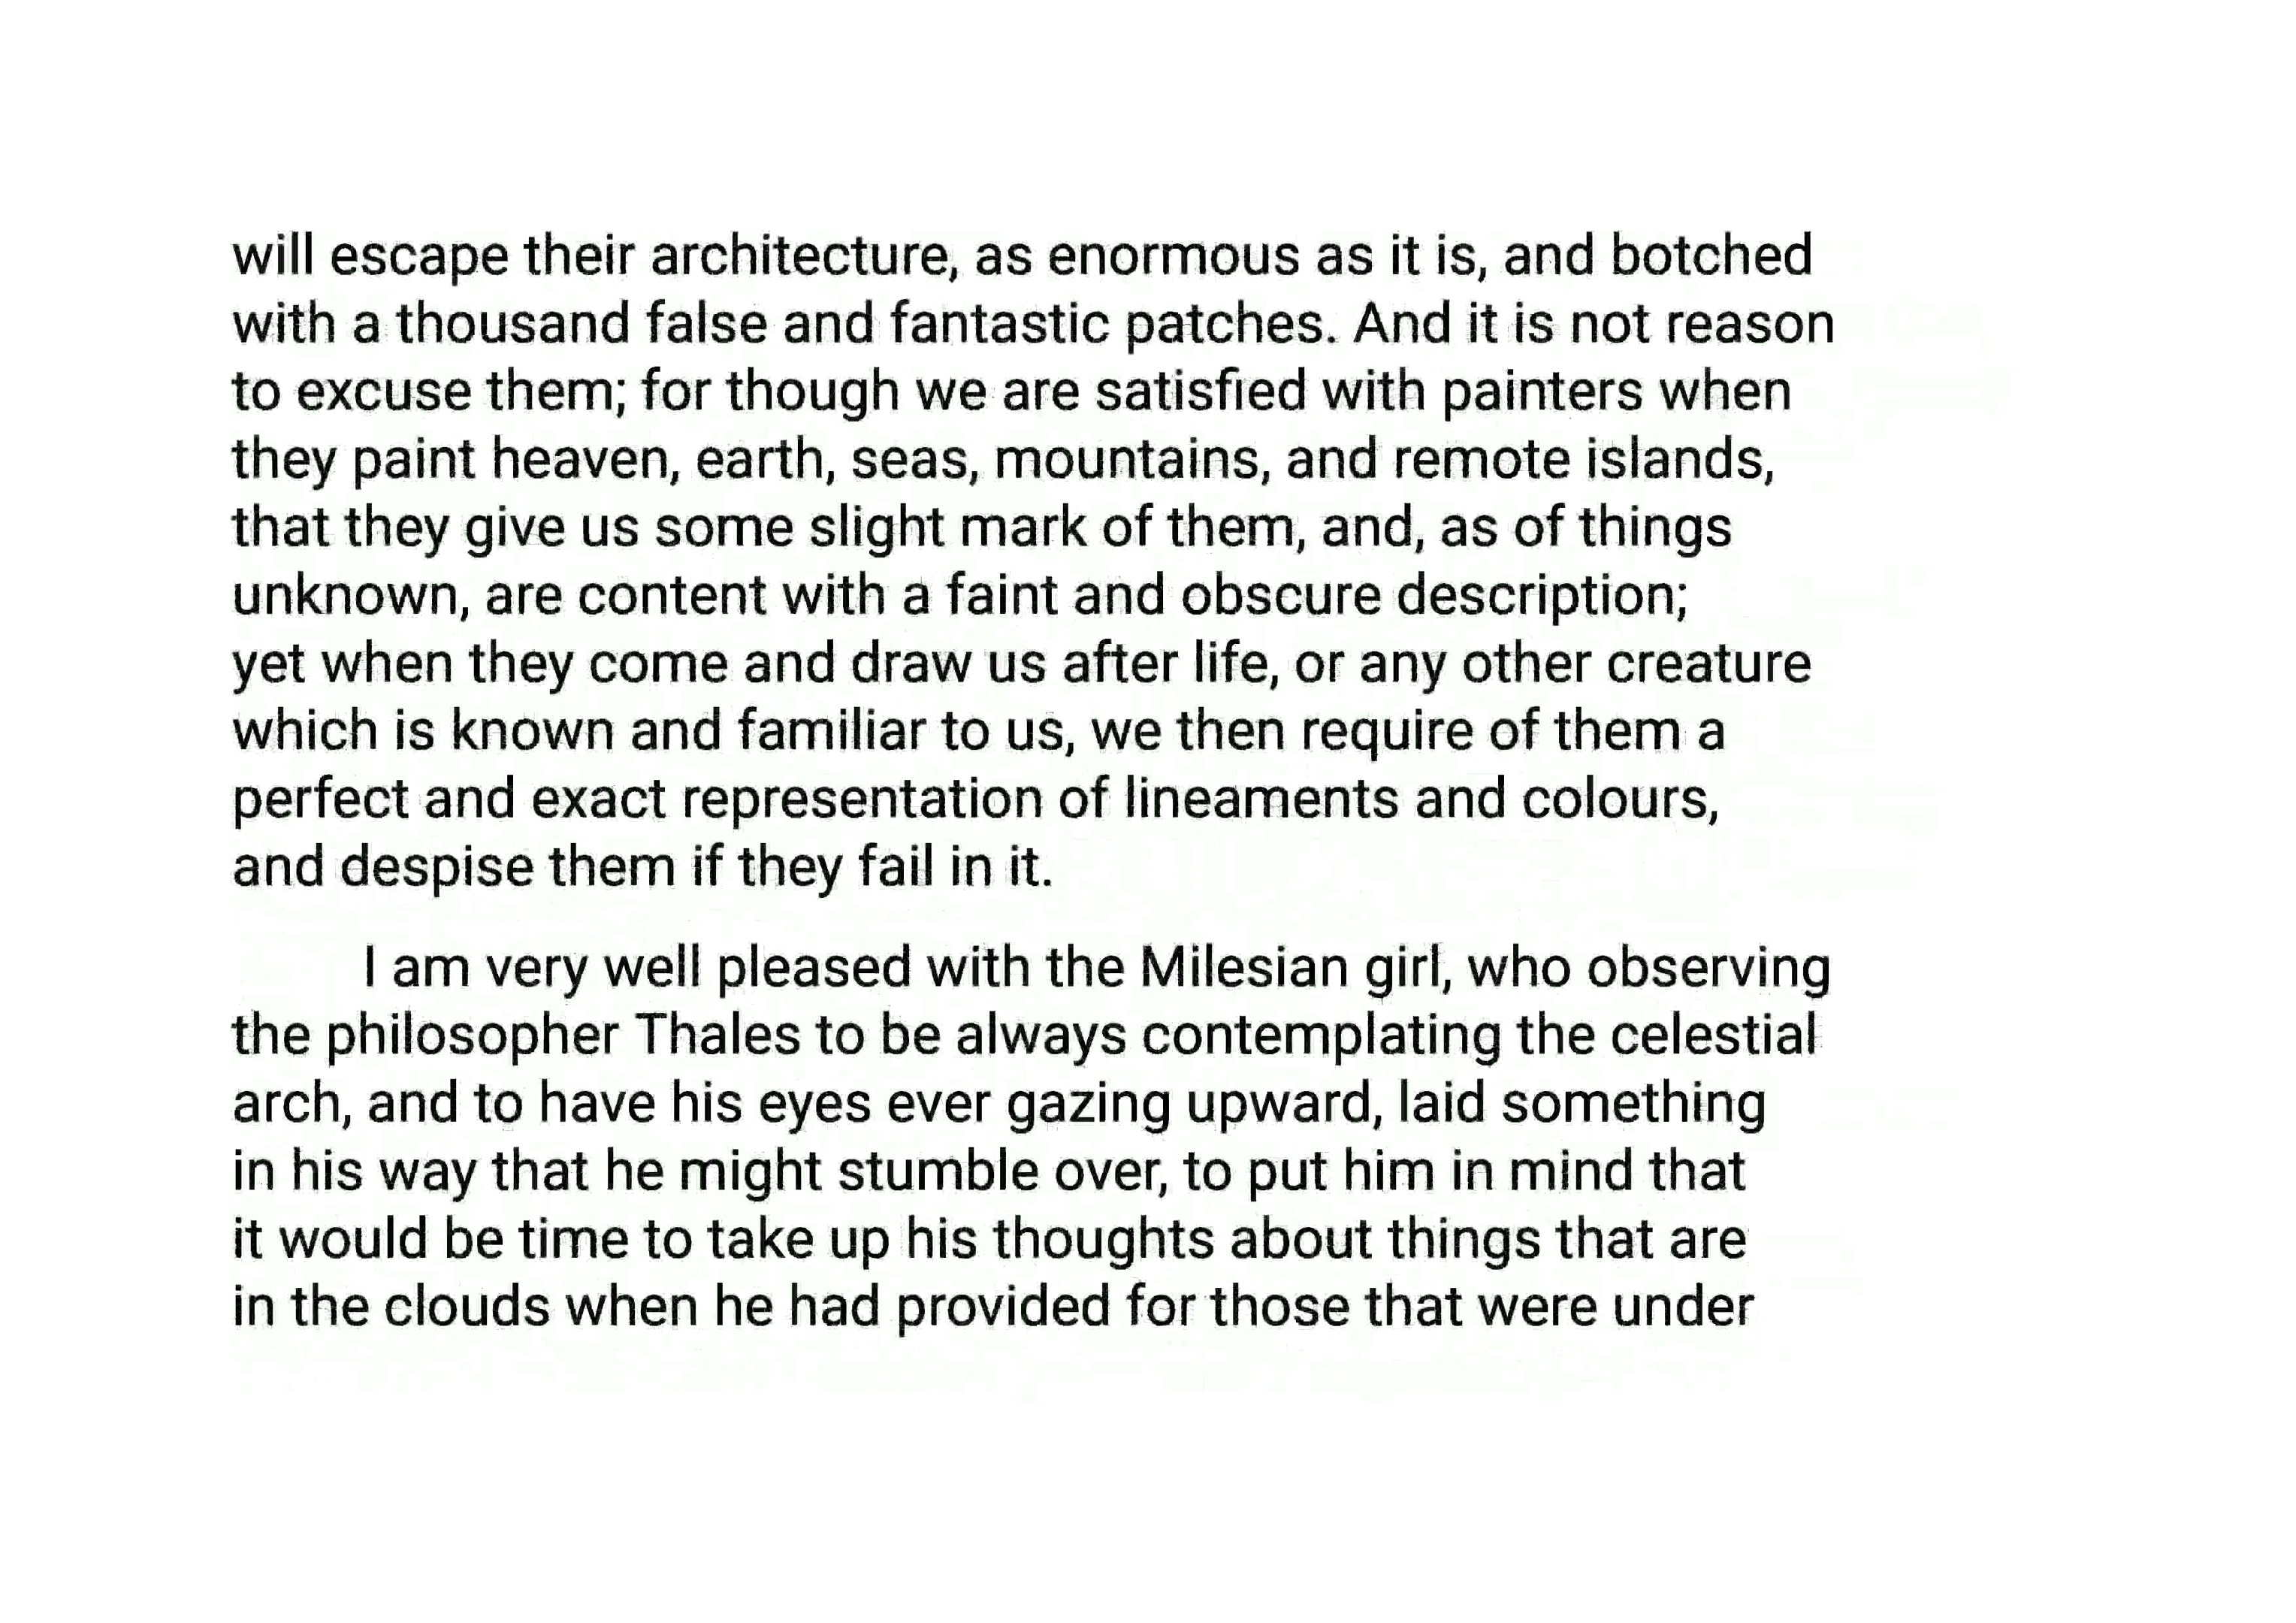 will escape their architecture, as enormous as it is, and botched
with a thousand false and fantastic patches. And it is not reason
to excuse them; for though we are satisfied with painters when
they paint heaven, earth, seas, mountains, and remote islands,
that they give us some slight mark of them, and, as of things
unknown, are content with a faint and obscure description;
yet when they come and draw us after life, or any other creature
which is known and familiar to us, we then require of them a
perfect and exact representation of lineaments and colours,
and despise them if they fail in it.
I am very well pleased with the Milesian girl, who observing
the philosopher Thales to be always contemplating the celestial
arch, and to have his eyes ever gazing upward, laid something
in his way that he might stumble over, to put him in mind that
it would be time to take up his thoughts about things that are
in the clouds when he had provided for those that were under